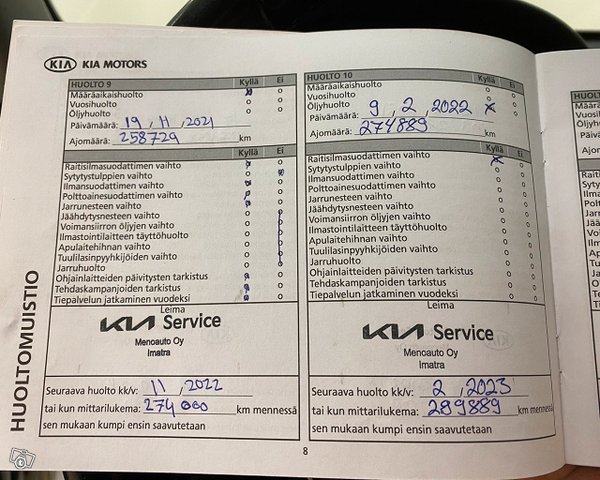 KIA KIA MOTORS
HUOLTO 9 Kyllä Ei
Määräaikaishuolto
Vuosihuolto
Öljyhuolto
Päivämäärä: 19, 11, 2021
Ajomäärä: 258729 km
Kyllä Ei
Raitisilmasuodattimen vaihto
Sytytystulppien vaihto
Ilmansuodattimen vaihto
Polttoainesuodattimen vaihto
Jarrunesteen vaihto
Jäähdytysnesteen vaihto
Voimansiirron öljyjen vaihto
Ilmastointilaitteen täyttöhuolto
Apulaitehihnan vaihto
Tuulilasinpyyhkijöiden vaihto
Jarruhuolto
Ohjainlaitteiden päivitysten tarkistus
Tehdaskampanjoiden tarkistus
Tiepalvelun jatkaminen vuodeksi
Leima
KIA Service
Menoauto Oy
Imatra
Seuraava huolto kk/v: 11, 2022
tai kun mittarilukema: 274 000 km mennessä
sen mukaan kumpi ensin saavutetaan
HUOLTO 10 Kyllä Ei
Määräaikaishuolto
Vuosihuolto
Öljyhuolto
Päivämäärä: 9, 2, 2022
Ajomäärä: 274889 km
Kyllä Ei
Raitisilmasuodattimen vaihto
Sytytystulppien vaihto
Ilmansuodattimen vaihto
Polttoainesuodattimen vaihto
Jarrunesteen vaihto
Jäähdytysnesteen vaihto
Voimansiirron öljyjen vaihto
Ilmastointilaitteen täyttöhuolto
Apulaitehihnan vaihto
Tuulilasinpyyhkijöiden vaihto
Jarruhuolto
Ohjainlaitteiden päivitysten tarkistus
Tehdaskampanjoiden tarkistus
Tiepalvelun jatkaminen vuodeksi
Leima
KIA Service
Menoauto Oy
Imatra
Seuraava huolto kk/v: 2, 2023
tai kun mittarilukema: 289889 km mennessä
sen mukaan kumpi ensin saavutetaan
HUOLTOMUISTIO
8